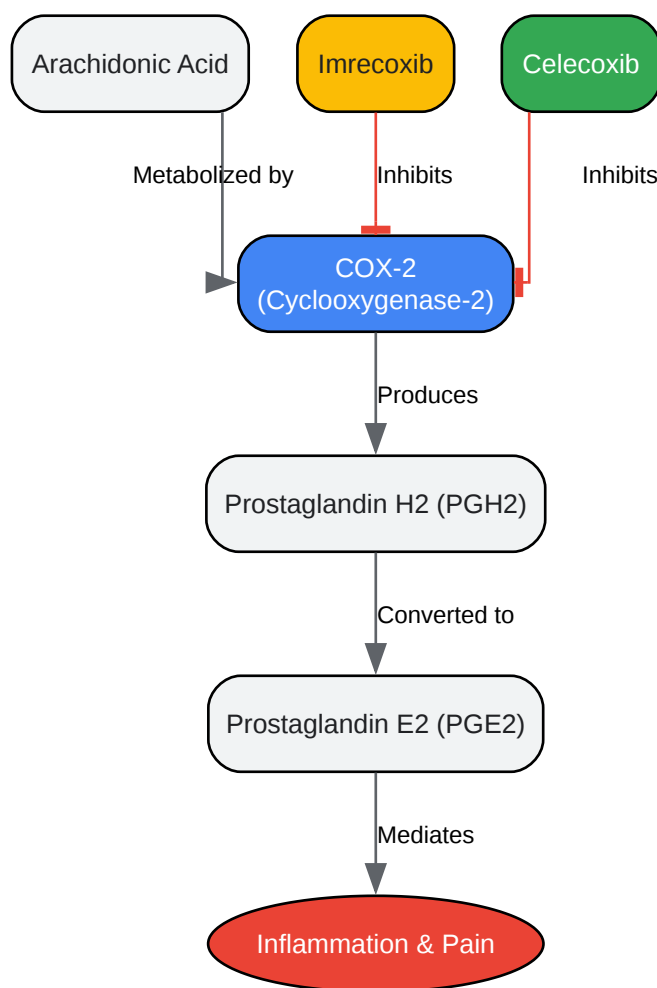 Arachidonic Acid
Imrecoxib
Celecoxib
Metabolized by
Inhibits
Inhibits
COX-2
(Cyclooxygenase-2)
Produces
Prostaglandin H2 (PGH2)
Converted to
Prostaglandin E2 (PGE2)
Mediates
Inflammation & Pain